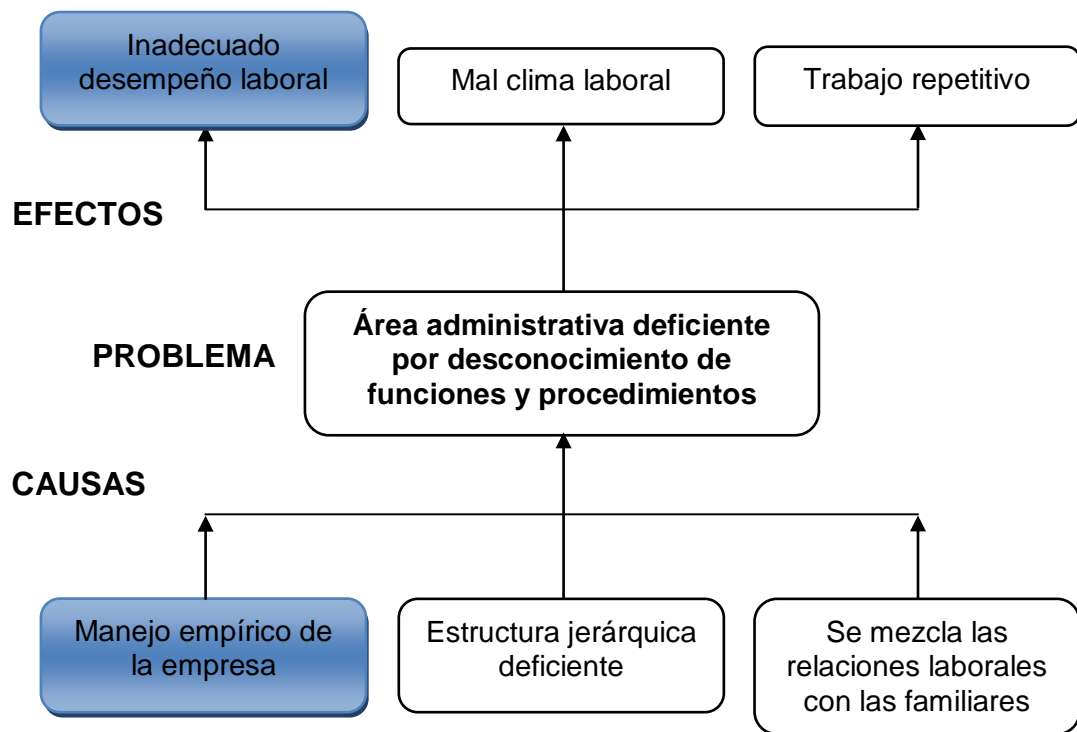 Inadecuado
desempeño laboral
Mal clima laboral
Trabajo repetitivo
EFECTOS
PROBLEMA
Área administrativa deficiente
por desconocimiento de
funciones y procedimientos
CAUSAS
Manejo empírico de
la empresa
Estructura jerárquica
deficiente
Se mezcla las
relaciones laborales
con las familiares